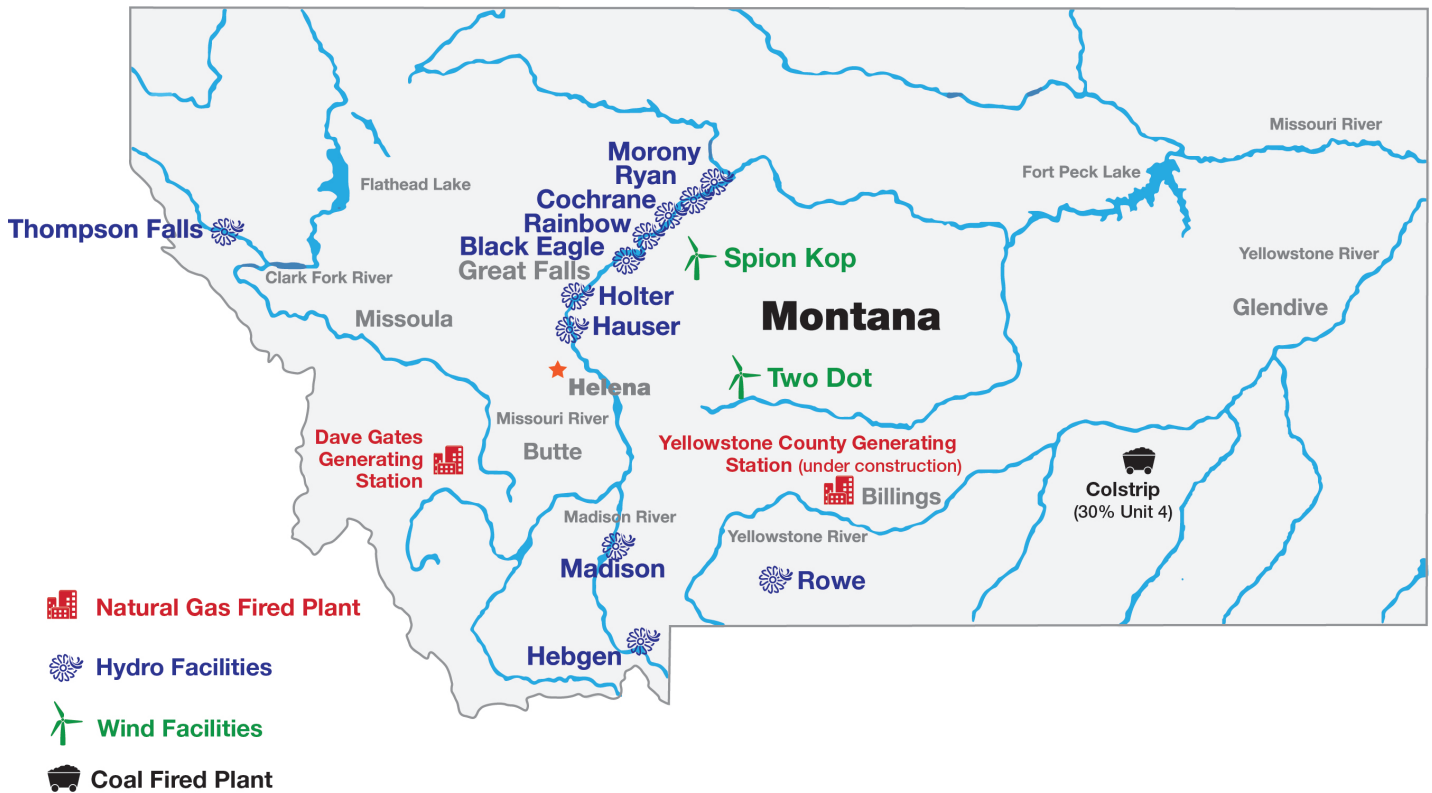 Missouri River
Morony
Ryan
Fort Peck Lake
Flathead Lake
Cochrane
Rainbow
Thompson Falls
Black Eagle
Great Falls
Spion Kop
Yellowstone River
Clark Fork River
Holter
Hauser
Montana
Glendive
Missoula
Two Dot
Helena
Missouri River
Butte
Dave Gates
Generating
Station
Yellowstone County Generating
Station (under construction)
Billings
Colstrip
(30% Unit 4)
Madison River
Yellowstone River
Madison
Rowe
Hebgen
Natural Gas Fired Plant
Hydro Facilities
Wind Facilities
Coal Fired Plant